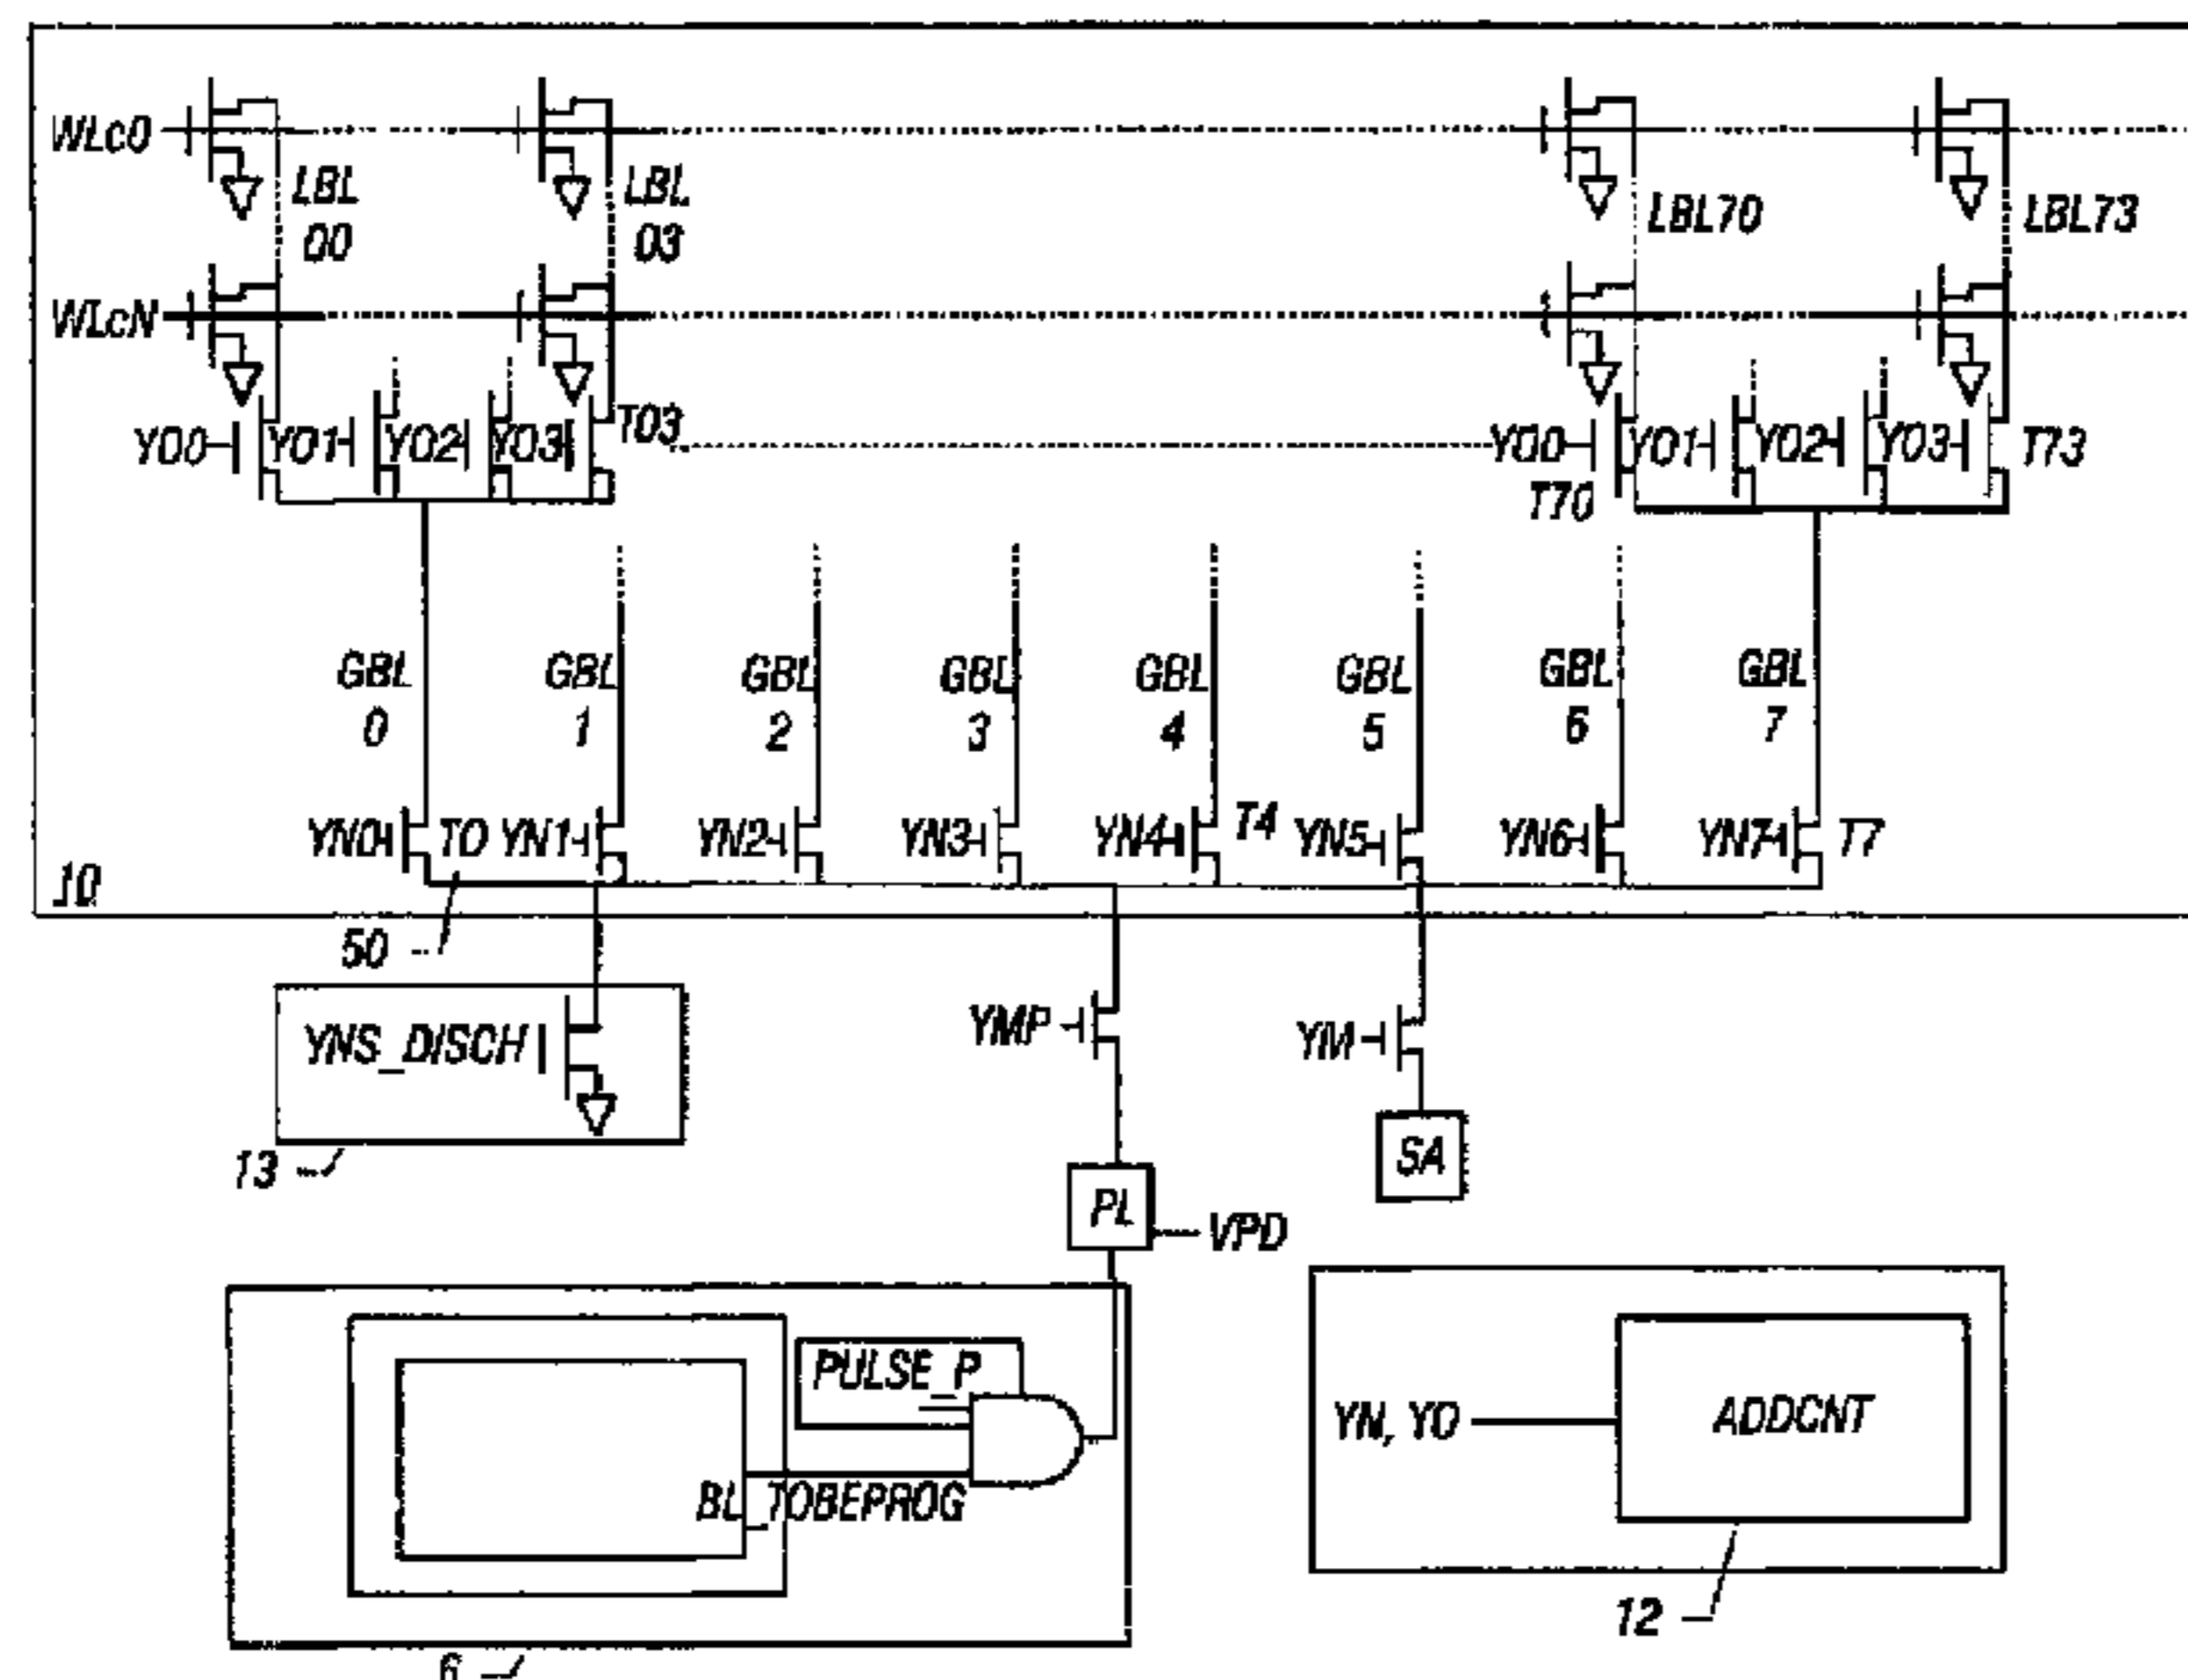 WLc0
LBL 00
LBL 03
LBL70
LBL73
WLcN
YO0 YO1 YO2 YO3 T03 YO0 YO1 YO2 YO3 T73
T70
GBL 0
GBL 1
GBL 2
GBL 3
GBL 4
GBL 5
GBL 6
GBL 7
YN0 TO YN1 YN2 YN3 YN4 T4 YN5 YN6 YN7 T7
10
50
YNS_DISCH
YMP
YM
13
SA
PL
VPD
PULSE_P
BL_TOBEPROG
YN, YO
ADDCNT
12
6